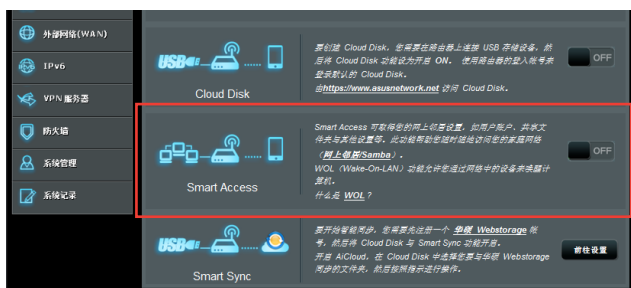 外部网络(WAN)
IPv6
VPN 服务器
防火墙
系统管理
系统记录
USB
Cloud Disk
要创建 Cloud Disk, 您需要在路由器上连接 USB 存储设备, 然
后将 Cloud Disk 功能设为开启 ON。 使用路由器的登入帐号来
登录默认的 Cloud Disk.
由https://www.asusnetwork.net 访问 Cloud Disk.
OFF
Smart Access
Smart Access 可取得您的网上邻居设置, 如用户账户、共享文
件夹与其他设置等。此功能帮助您随时随地访问您的家庭网络
(网上邻居/Samba)。
WOL (Wake-On-LAN) 功能允许您通过网络中的设备来唤醒计
算机。
什么是 WOL?
OFF
USB
Smart Sync
要开始智能同步, 您需要先注册一个 华硕 Webstorage 帐
号, 然后将 Cloud Disk 与 Smart Sync 功能开启。
开启 AiCloud, 在 Cloud Disk 中选择您要与华硕 Webstorage
同步的文件夹, 然后按照指示进行操作。
前往设置